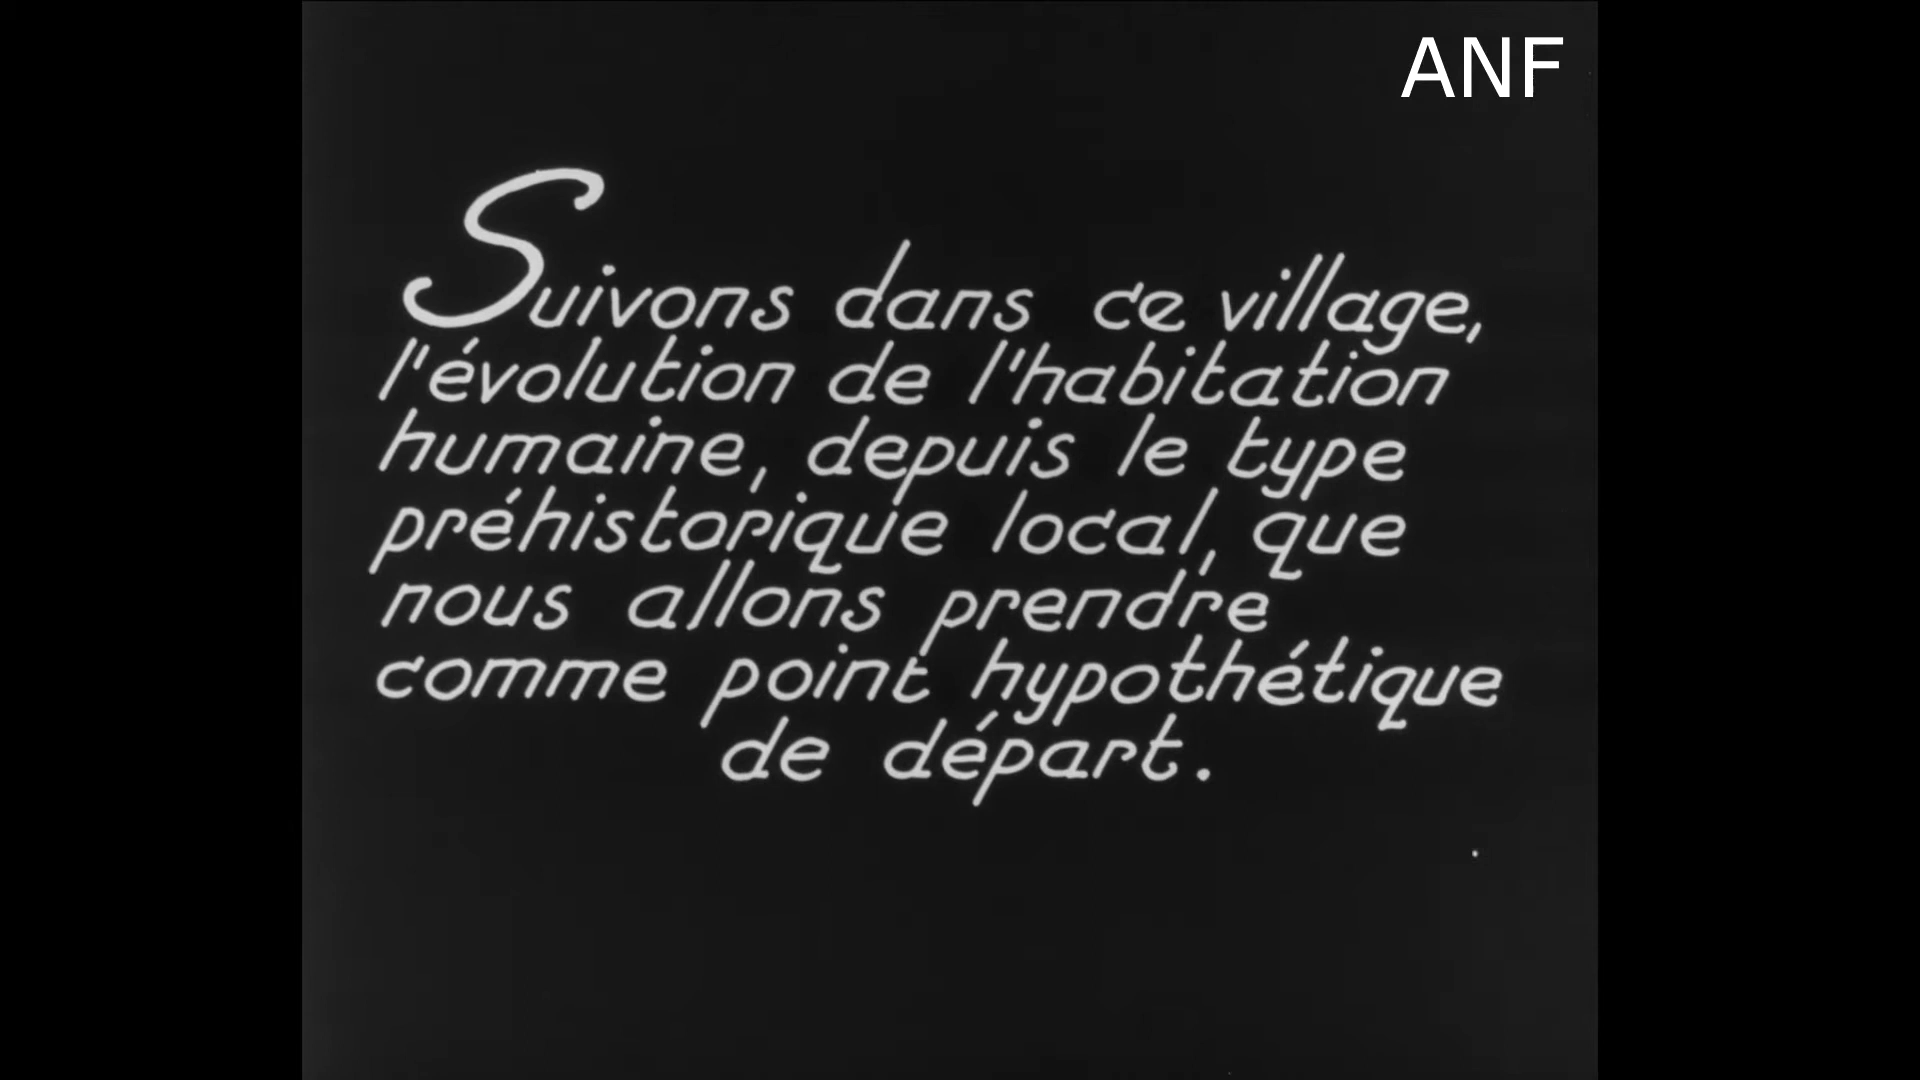 ANF
Suivons dans ce village,
l'évolution de l'habitation
humaine, depuis le type
préhistorique local, que
nous allons prendre
comme point hypothétique
de départ.